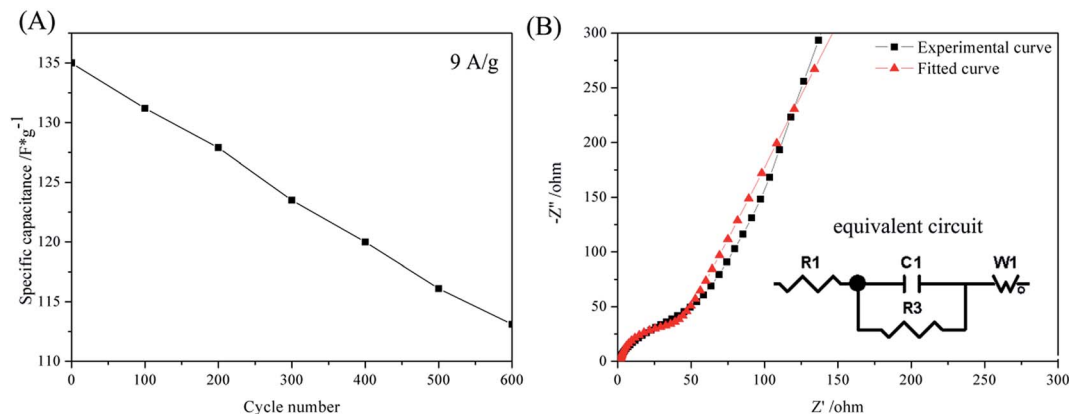 (A)
9 A/g
135
130
125
120
115
110
Specific capacitance /F*g-1
0
100
200
300
400
500
600
Cycle number
(B)
Experimental curve
Fitted curve
300
250
200
150
100
50
0
-Z" /ohm
equivalent circuit
R1
C1
W1
R3
0
50
100
150
200
250
300
Z' /ohm